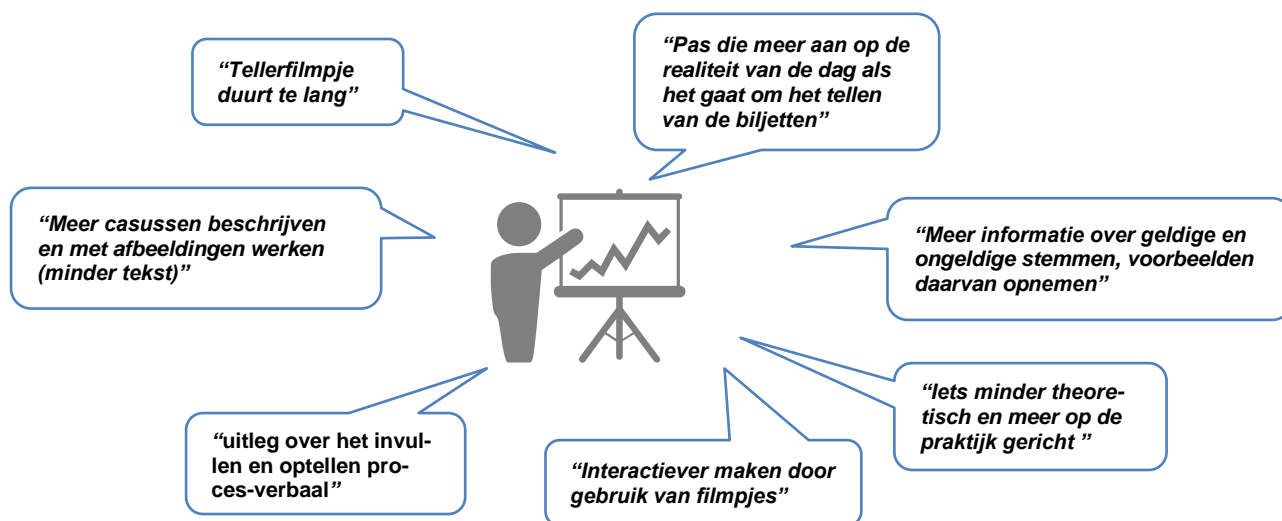 “Tellerfilmpje
duurt te lang”
“Pas die meer aan op de
realiteit van de dag als
het gaat om het tellen
van de biljetten”
“Meer casussen beschrijven
en met afbeeldingen werken
(minder tekst)”
“Meer informatie over geldige en
ongeldige stemmen, voorbeelden
daarvan opnemen”
“Iets minder theore-
tisch en meer op de
praktijk gericht ”
“uitleg over het invul-
len en optellen pro-
ces-verbaal”
“Interactiever maken door
gebruik van filmpjes”